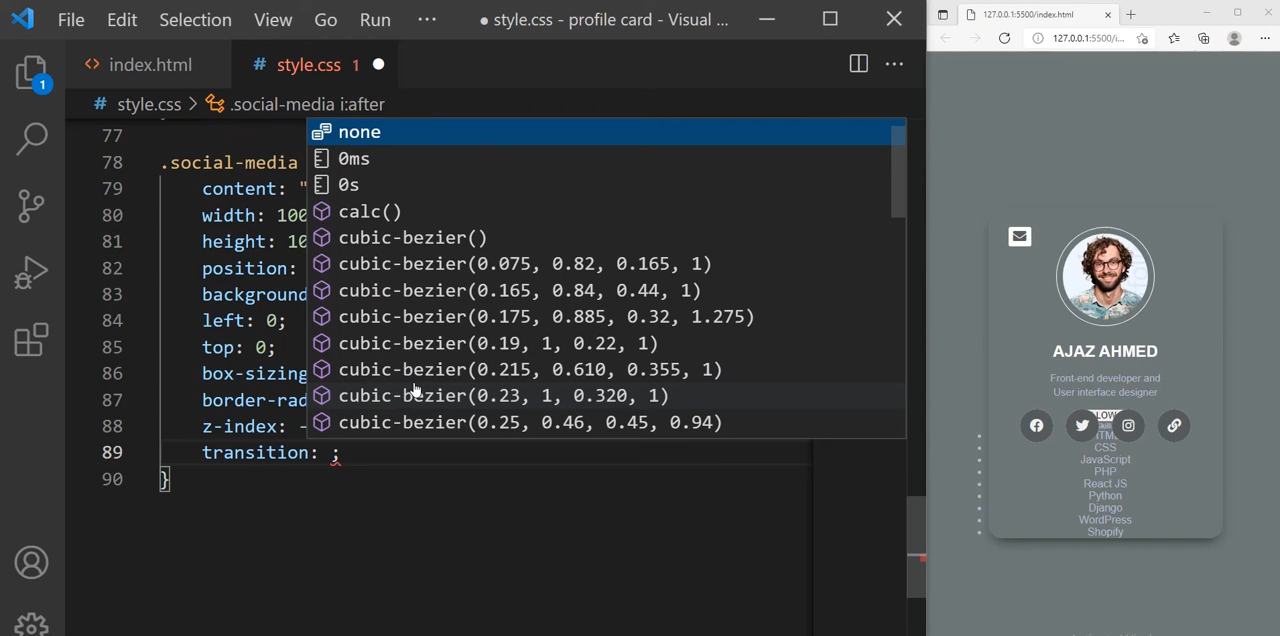 File Edit Selection View Go Run ··· ● style.css - profile card - Visual ...
<> index.html # style.css 1 ●
1
# style.css > .social-media i:after
77
78 .social-media
79 content: "
80 width: 100
81 height: 10
82 position:
83 background
84 left: 0;
85 top: 0;
86 box-sizing
87 border-rad
88 z-index: -
89 transition: ;
90 }
none
0ms
0s
calc()
cubic-bezier()
cubic-bezier(0.075, 0.82, 0.165, 1)
cubic-bezier(0.165, 0.84, 0.44, 1)
cubic-bezier(0.175, 0.885, 0.32, 1.275)
cubic-bezier(0.19, 1, 0.22, 1)
cubic-bezier(0.215, 0.610, 0.355, 1)
cubic-bezier(0.23, 1, 0.320, 1)
cubic-bezier(0.25, 0.46, 0.45, 0.94)
127.0.0.1:5500/index.html
127.0.0.1:5500/i...
AJAZ AHMED
Front-end developer and
User interface designer
CSS
JavaScript
PHP
React JS
Python
Django
WordPress
Shopify